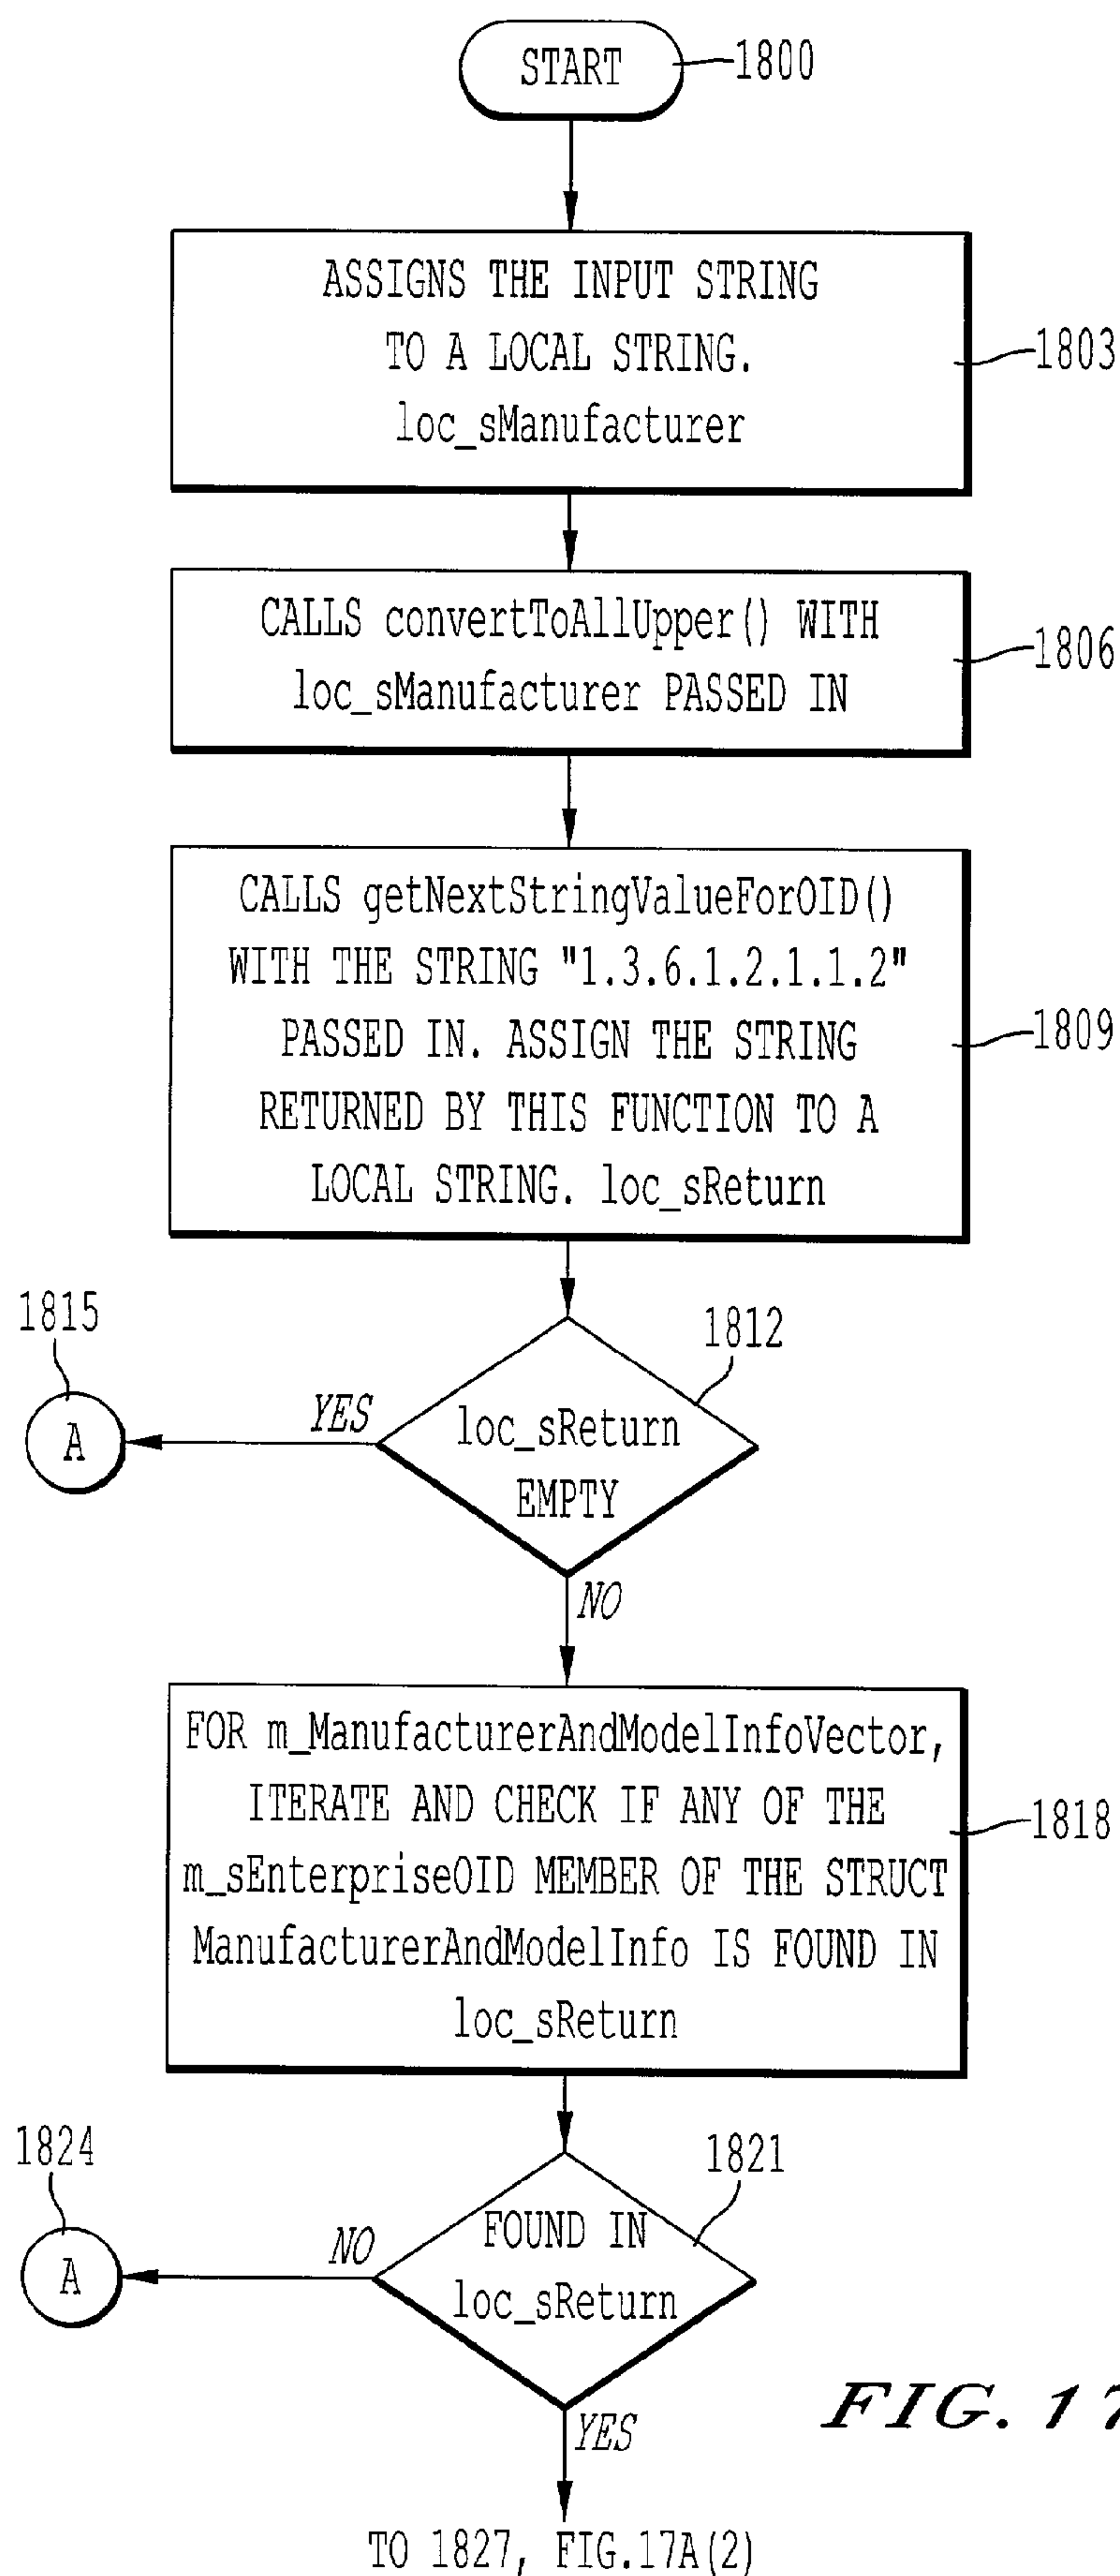 START
1800
ASSIGNS THE INPUT STRING
TO A LOCAL STRING.
loc_sManufacturer
1803
CALLS convertToAllUpper() WITH
loc_sManufacturer PASSED IN
1806
CALLS getNextStringValueForOID()
WITH THE STRING "1.3.6.1.2.1.1.2"
PASSED IN. ASSIGN THE STRING
RETURNED BY THIS FUNCTION TO A
LOCAL STRING. loc_sReturn
1809
1815
A
YES
1812
loc_sReturn
EMPTY
NO
FOR m_ManufacturerAndModelInfoVector,
ITERATE AND CHECK IF ANY OF THE
m_sEnterpriseOID MEMBER OF THE STRUCT
ManufacturerAndModelInfo IS FOUND IN
loc_sReturn
1818
1824
A
NO
1821
FOUND IN
loc_sReturn
YES
FIG. 17
TO 1827, FIG.17A(2)